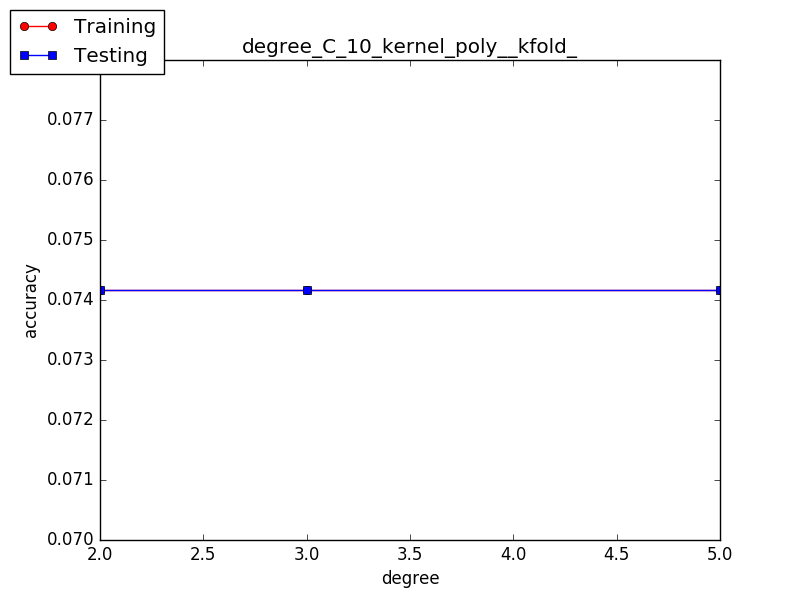 Training
Testing
degree_C_10_kernel_poly__kfold_
0.077
0.076
0.075
0.074
0.073
0.072
0.071
0.070
accuracy
2.0 2.5 3.0 3.5 4.0 4.5 5.0
degree